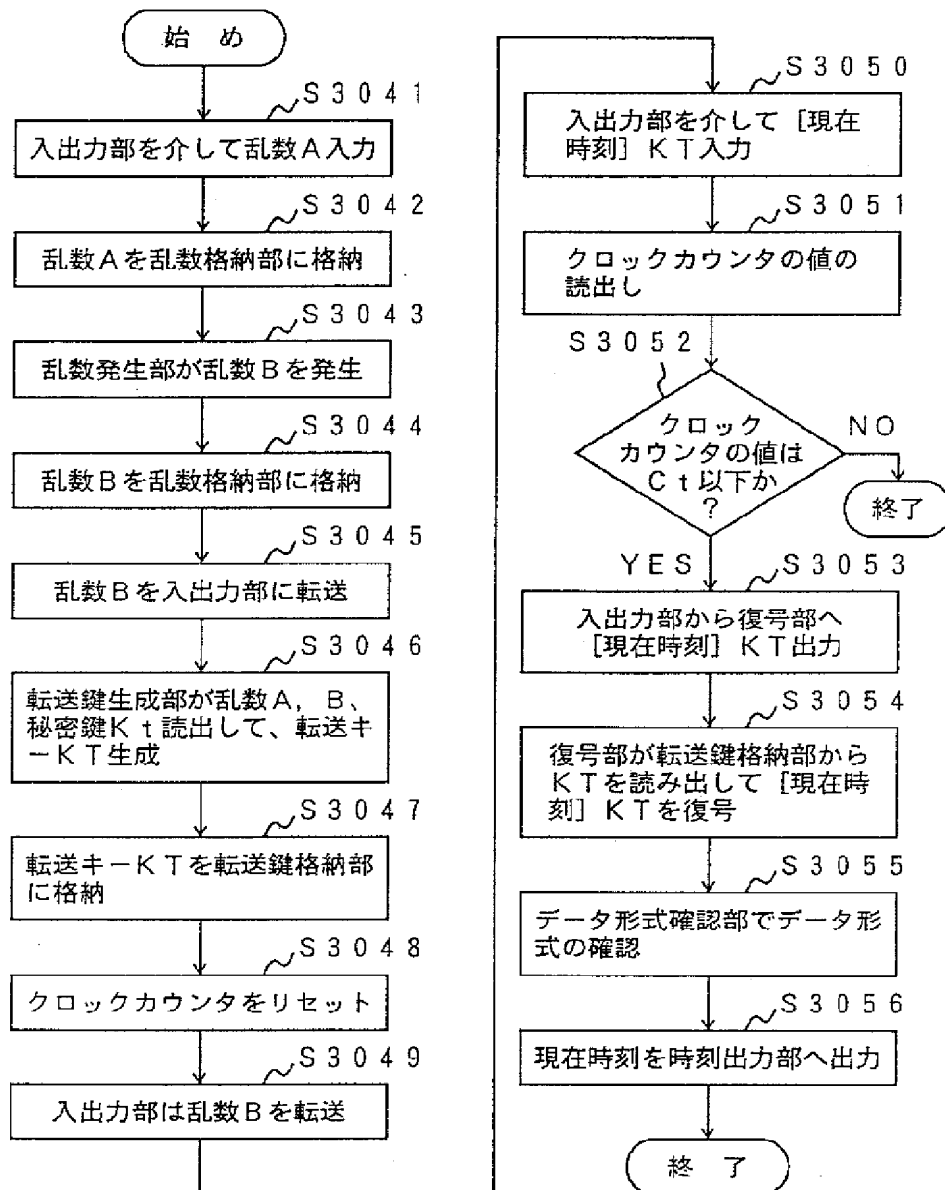 始め
S3041
入出力部を介して乱数A入力
S3042
乱数Aを乱数格納部に格納
S3043
乱数発生部が乱数Bを発生
S3044
乱数Bを乱数格納部に格納
S3045
乱数Bを入出力部に転送
S3046
転送鍵生成部が乱数A，B、
秘密鍵Kt読出して、転送キ
ーKT生成
S3047
転送キーKTを転送鍵格納部
に格納
S3048
クロックカウンタをリセット
S3049
入出力部は乱数Bを転送
S3050
入出力部を介して［現在
時刻］KT入力
S3051
クロックカウンタの値の
読出し
S3052
クロック
カウンタの値は
Ct以下か
？
NO
終了
YES
S3053
入出力部から復号部へ
［現在時刻］KT出力
S3054
復号部が転送鍵格納部から
KTを読み出して［現在時
刻］KTを復号
S3055
データ形式確認部でデータ形
式の確認
S3056
現在時刻を時刻出力部へ出力
終了